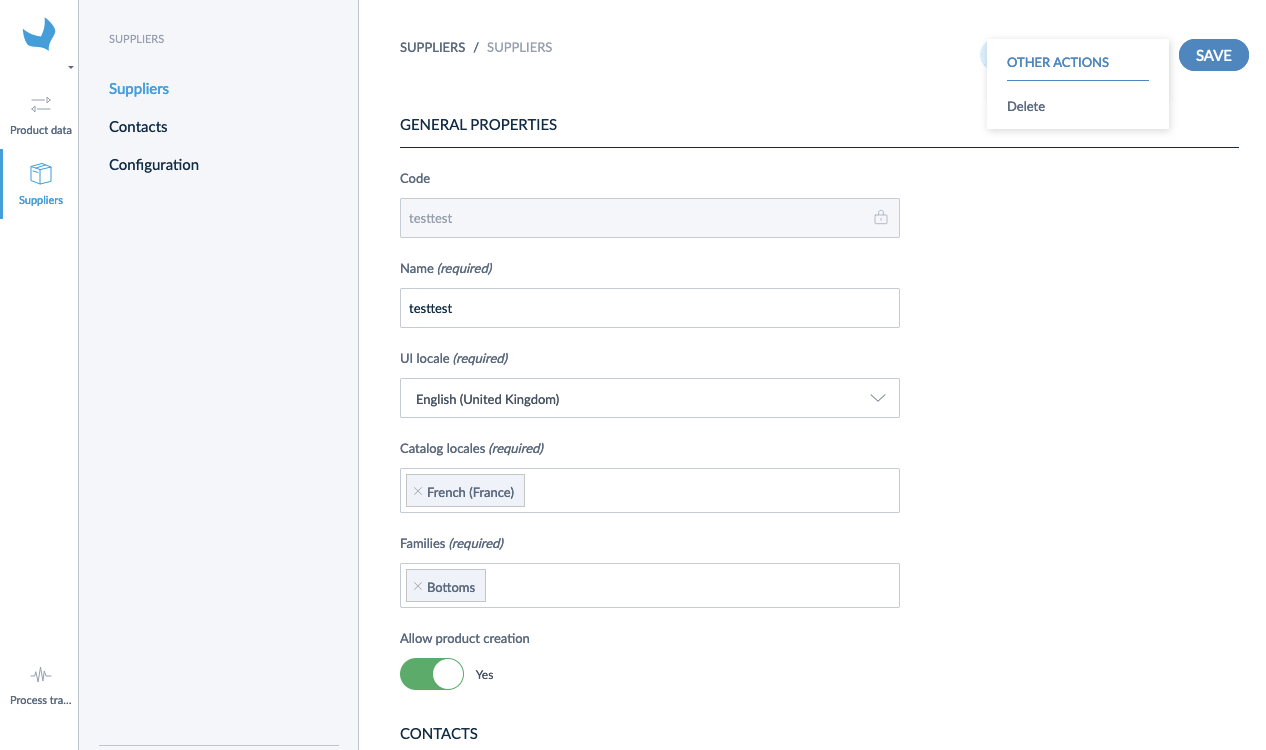 Product data
Suppliers
Process tra...
SUPPLIERS
Suppliers
Contacts
Configuration
SUPPLIERS / SUPPLIERS
OTHER ACTIONS
Delete
SAVE
GENERAL PROPERTIES
Code
testtest
Name (required)
testtest
UI locale (required)
English (United Kingdom)
Catalog locales (required)
French (France)
Families (required)
Bottoms
Allow product creation
Yes
CONTACTS